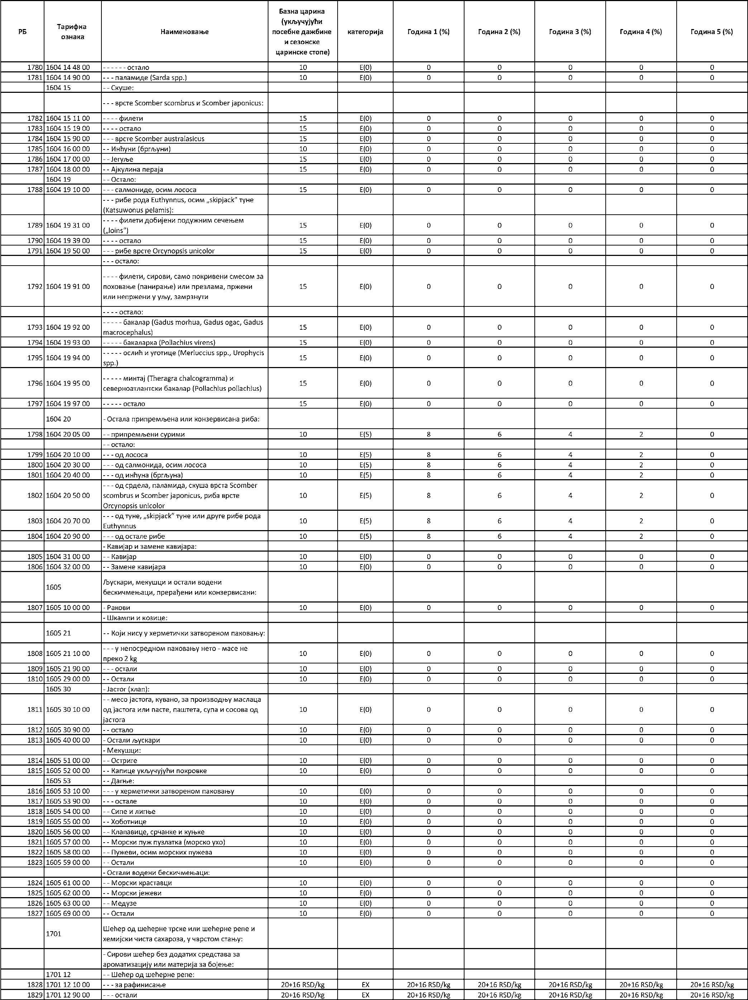 РБ Тарифна ознака Наименовање Базна царина (укључујући посебне дажбине и сезонске царинске стопе) категорија Година 1 (%) Година 2 (%) Година 3 (%) Година 4 (%) Година 5 (%)
1780 1604 14 48 00 - - - - - - остало 10 E(0) 0 0 0 0 0
1781 1604 14 90 00 - - - паламиде (Sarda spp.) 10 E(0) 0 0 0 0 0
1604 15 - - Скуше:
- - - врсте Scomber scombrus и Scomber japonicus:
1782 1604 15 11 00 - - - - филети 15 E(0) 0 0 0 0 0
1783 1604 15 19 00 - - - - остало 15 E(0) 0 0 0 0 0
1784 1604 15 90 00 - - - врсте Scomber australasicus 15 E(0) 0 0 0 0 0
1785 1604 16 00 00 - - Инћуни (бргљуни) 10 E(0) 0 0 0 0 0
1786 1604 17 00 00 - - Јегуље 15 E(0) 0 0 0 0 0
1787 1604 18 00 00 - - Ајкулина пераја 15 E(0) 0 0 0 0 0
1604 19 - - Остало:
1788 1604 19 10 00 - - - салмониде, осим лососа 15 E(0) 0 0 0 0 0
- - - рибе рода Euthynnus, осим „skipjack” туне
(Katsuwonus pelamis):
1789 1604 19 31 00 - - - - филети добијени подужним сечењем
(„loins”) 15 E(0) 0 0 0 0 0
1790 1604 19 39 00 - - - - остало 15 E(0) 0 0 0 0 0
1791 1604 19 50 00 - - - рибе врсте Orcynopsis unicolor 15 E(0) 0 0 0 0 0
- - - остало:
1792 1604 19 91 00 - - - - филети, сирови, само покривени смесом за
поховање (панирање) или презлама, пржени
или непржени у уљу, замрзнути 15 E(0) 0 0 0 0 0
- - - - остало:
1793 1604 19 92 00 - - - - - бакалар (Gadus morhua, Gadus ogac, Gadus
macrocephalus) 15 E(0) 0 0 0 0 0
1794 1604 19 93 00 - - - - - бакаларка (Pollachius virens) 15 E(0) 0 0 0 0 0
1795 1604 19 94 00 - - - - - ослић и уготице (Merluccius spp., Urophycis
spp.) 15 E(0) 0 0 0 0 0
1796 1604 19 95 00 - - - - - минтај (Theragra chalcogramma) и
северноатлантски бакалар (Pollachius pollachius) 15 E(0) 0 0 0 0 0
1797 1604 19 97 00 - - - - - остало 15 E(0) 0 0 0 0 0
1604 20 - Остала припремљена или конзервисана риба:
1798 1604 20 05 00 - - припремљени сурими 10 E(5) 8 6 4 2 0
- - остало:
1799 1604 20 10 00 - - - од лососа 10 E(5) 8 6 4 2 0
1800 1604 20 30 00 - - - од салмонида, осим лососа 10 E(5) 8 6 4 2 0
1801 1604 20 40 00 - - - од инћуна (бргљуна) 10 E(5) 8 6 4 2 0
1802 1604 20 50 00 - - - од срдела, паламида, скуша врста Scomber
scombrus и Scomber japonicus, риба врсте
Orcynopsis unicolor 10 E(5) 8 6 4 2 0
1803 1604 20 70 00 - - - од туне, „skipjack” туне или друге рибе рода
Euthynnus 10 E(5) 8 6 4 2 0
1804 1604 20 90 00 - - - од остале рибе 10 E(5) 8 6 4 2 0
- Кавијар и замене кавијара:
1805 1604 31 00 00 - - Кавијар 10 E(0) 0 0 0 0 0
1806 1604 32 00 00 - - Замене кавијара 10 E(0) 0 0 0 0 0
1605 Љускари, мекушци и остали водени
бескичмењаци, прерађени или конзервисани:
1807 1605 10 00 00 - Ракови 10 E(0) 0 0 0 0 0
- Шкампи и козице:
1605 21 - - Који нису у херметички затвореном паковању:
1808 1605 21 10 00 - - - у непосредном паковању нето - масе не
преко 2 kg 10 E(0) 0 0 0 0 0
1809 1605 21 90 00 - - - остали 10 E(0) 0 0 0 0 0
1810 1605 29 00 00 - - Остали 10 E(0) 0 0 0 0 0
1605 30 - Јастог (хлап):
1811 1605 30 10 00 - - месо јастога, кувано, за производњу маслаца
од јастога или пасте, паштета, супа и сосова од
јастога 10 E(0) 0 0 0 0 0
1812 1605 30 90 00 - - остало 10 E(0) 0 0 0 0 0
1813 1605 40 00 00 - Остали љускари 10 E(0) 0 0 0 0 0
- Мекушци:
1814 1605 51 00 00 - - Остриге 10 E(0) 0 0 0 0 0
1815 1605 52 00 00 - - Капице укључујући покровке 10 E(0) 0 0 0 0 0
1605 53 - - Дагње:
1816 1605 53 10 00 - - - у херметички затвореном паковању 10 E(0) 0 0 0 0 0
1817 1605 53 90 00 - - - остале 10 E(0) 0 0 0 0 0
1818 1605 54 00 00 - - Сипе и лигње 10 E(0) 0 0 0 0 0
1819 1605 55 00 00 - - Хоботнице 10 E(0) 0 0 0 0 0
1820 1605 56 00 00 - - Клапавице, срчанке и куњке 10 E(0) 0 0 0 0 0
1821 1605 57 00 00 - - Морски пуж пузлатка (морско ухо) 10 E(0) 0 0 0 0 0
1822 1605 58 00 00 - - Пужеви, осим морских пужева 10 E(0) 0 0 0 0 0
1823 1605 59 00 00 - - Остали 10 E(0) 0 0 0 0 0
- Остали водени бескичмењаци:
1824 1605 61 00 00 - - Морски краставци 10 E(0) 0 0 0 0 0
1825 1605 62 00 00 - - Морски јежеви 10 E(0) 0 0 0 0 0
1826 1605 63 00 00 - - Медузе 10 E(0) 0 0 0 0 0
1827 1605 69 00 00 - - Остали 10 E(0) 0 0 0 0 0
1701 Шећер од шећерне трске или шећерне репе и
хемијски чиста сахароза, у чврстом стању:
- Сирови шећер без додатих средстава за
ароматизацију или материја за бојење:
1701 12 - - Шећер од шећерне репе:
1828 1701 12 10 00 - - - за рафинисање 20+16 RSD/kg EX 20+16 RSD/kg 20+16 RSD/kg 20+16 RSD/kg 20+16 RSD/kg 20+16 RSD/kg
1829 1701 12 90 00 - - - остали 20+16 RSD/kg EX 20+16 RSD/kg 20+16 RSD/kg 20+16 RSD/kg 20+16 RSD/kg 20+16 RSD/kg